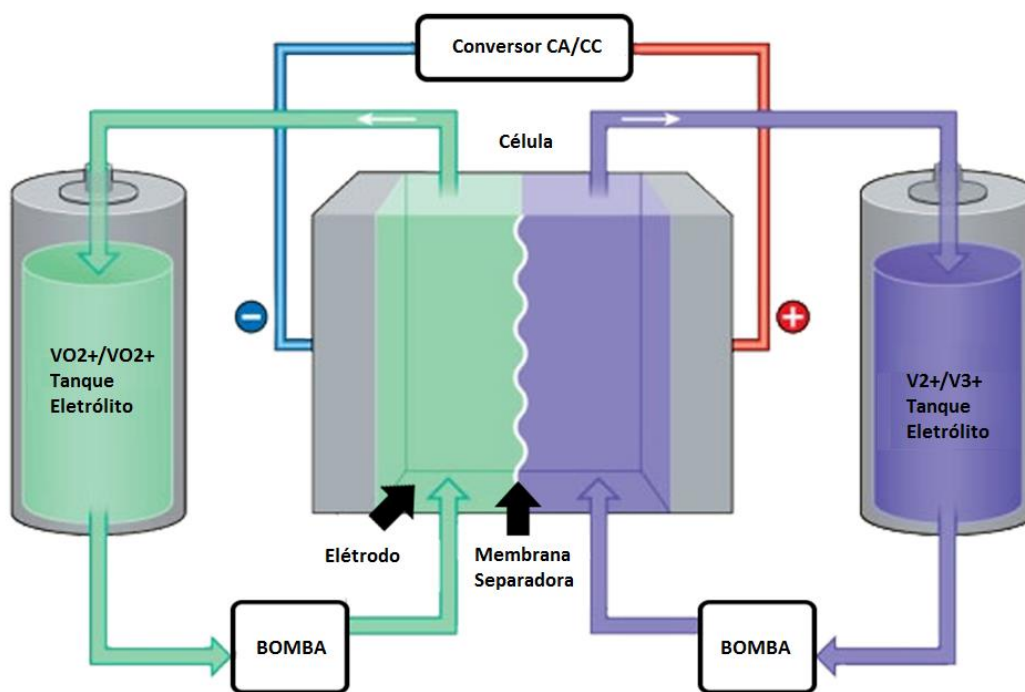 Conversor CA/CC
Célula
−
+
VO2+/VO2+
Tanque
Eletrólito
V2+/V3+
Tanque
Eletrólito
Elétrodo
Membrana
Separadora
BOMBA
BOMBA